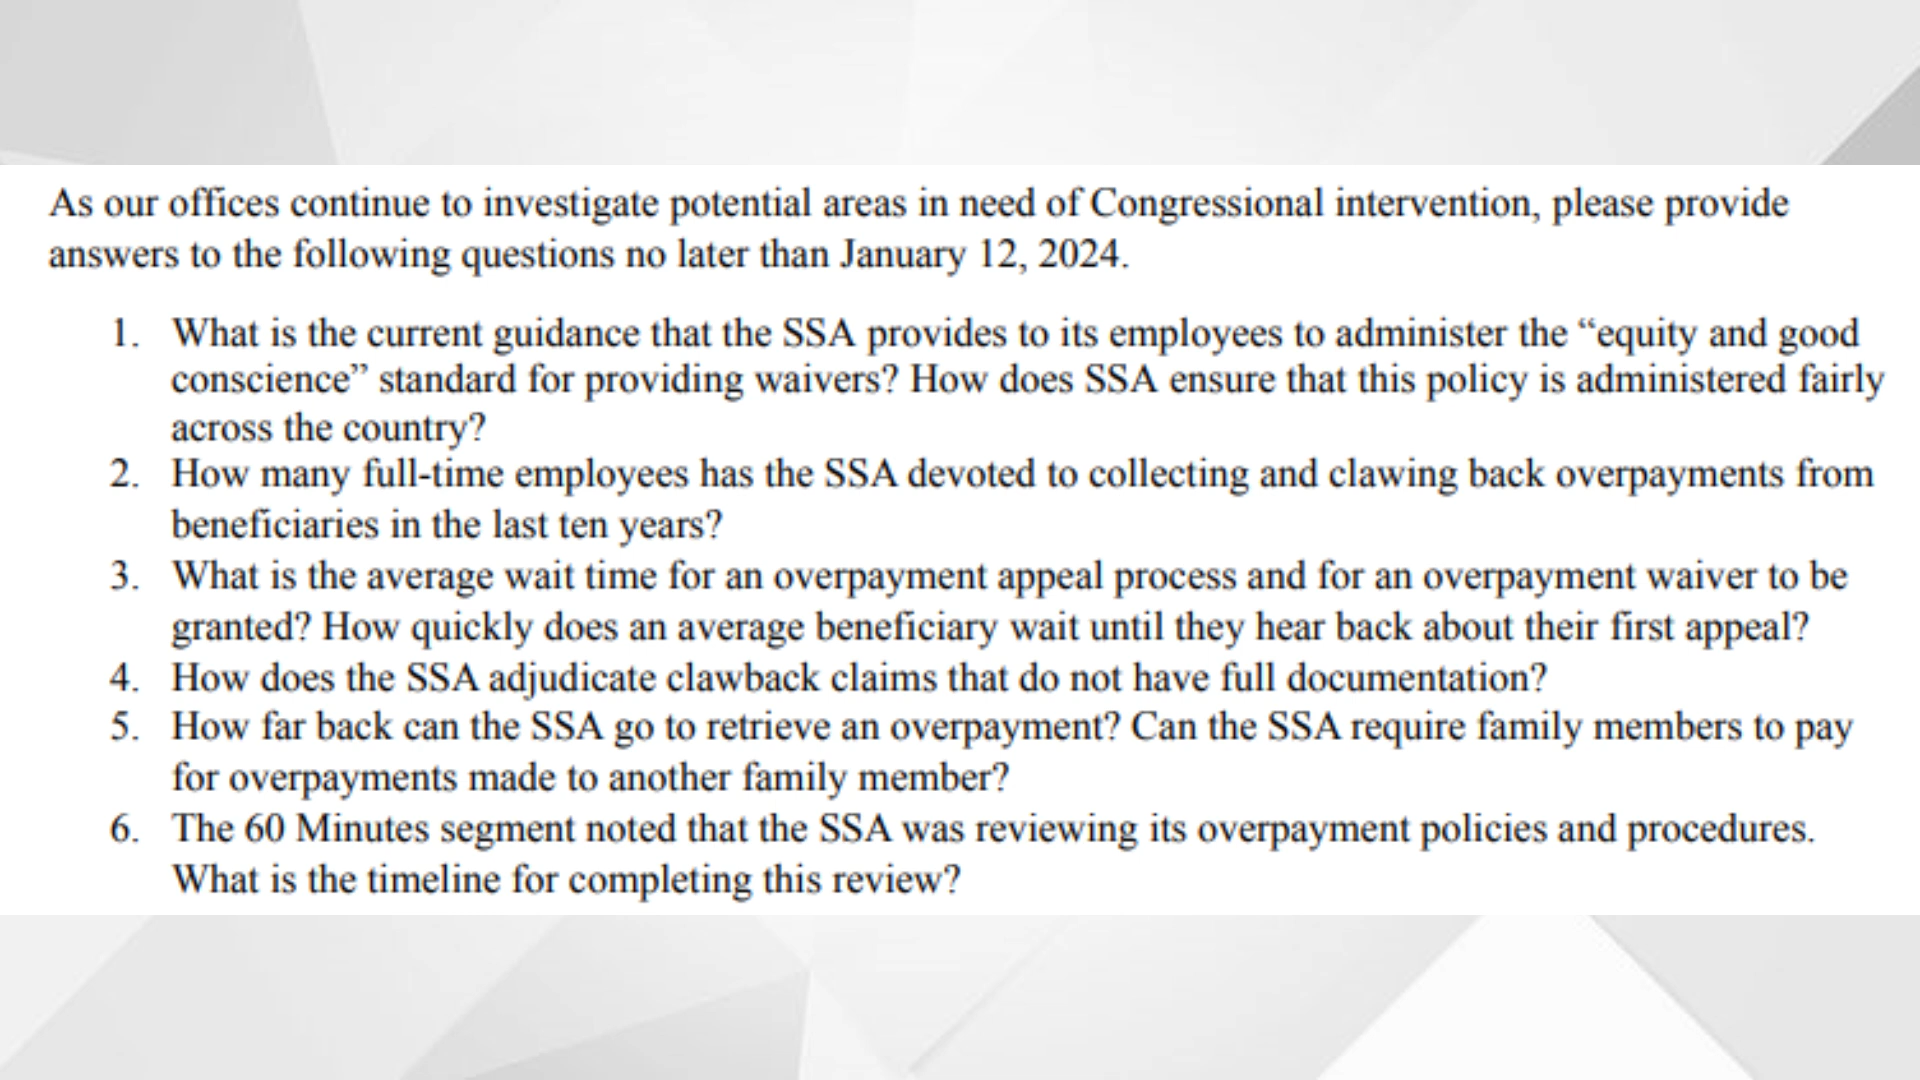 As our offices continue to investigate potential areas in need of Congressional intervention, please provide
answers to the following questions no later than January 12, 2024.
1. What is the current guidance that the SSA provides to its employees to administer the “equity and good
conscience” standard for providing waivers? How does SSA ensure that this policy is administered fairly
across the country?
2. How many full-time employees has the SSA devoted to collecting and clawing back overpayments from
beneficiaries in the last ten years?
3. What is the average wait time for an overpayment appeal process and for an overpayment waiver to be
granted? How quickly does an average beneficiary wait until they hear back about their first appeal?
4. How does the SSA adjudicate clawback claims that do not have full documentation?
5. How far back can the SSA go to retrieve an overpayment? Can the SSA require family members to pay
for overpayments made to another family member?
6. The 60 Minutes segment noted that the SSA was reviewing its overpayment policies and procedures.
What is the timeline for completing this review?